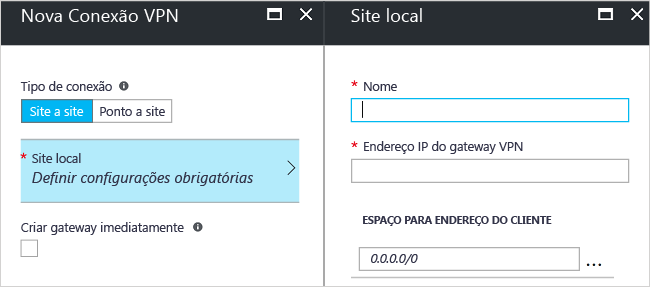 Nova Conexão VPN
Tipo de conexão
Site a site
Ponto a site
* Site local
Definir configurações obrigatórias
Criar gateway imediatamente
Site local
* Nome
* Endereço IP do gateway VPN
ESPAÇO PARA ENDEREÇO DO CLIENTE
0.0.0.0/0
...